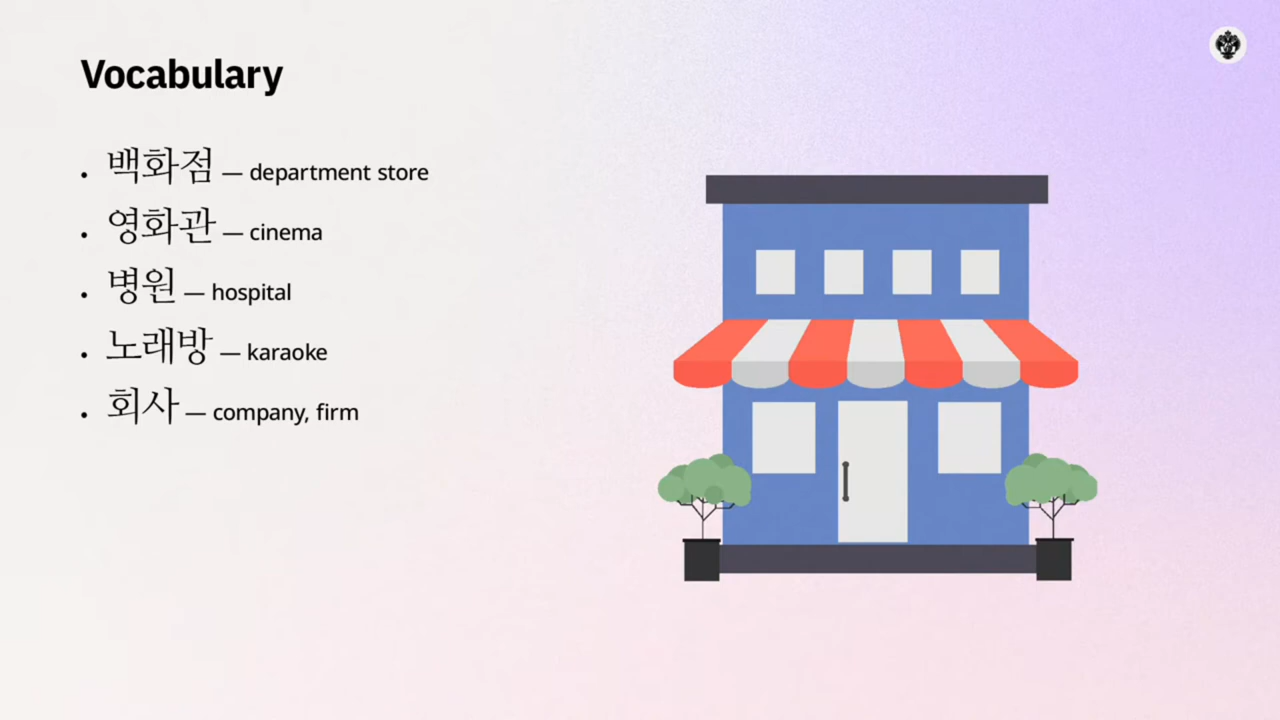 Vocabulary
• 백화점 — department store
• 영화관 — cinema
• 병원 — hospital
• 노래방 — karaoke
• 회사 — company, firm